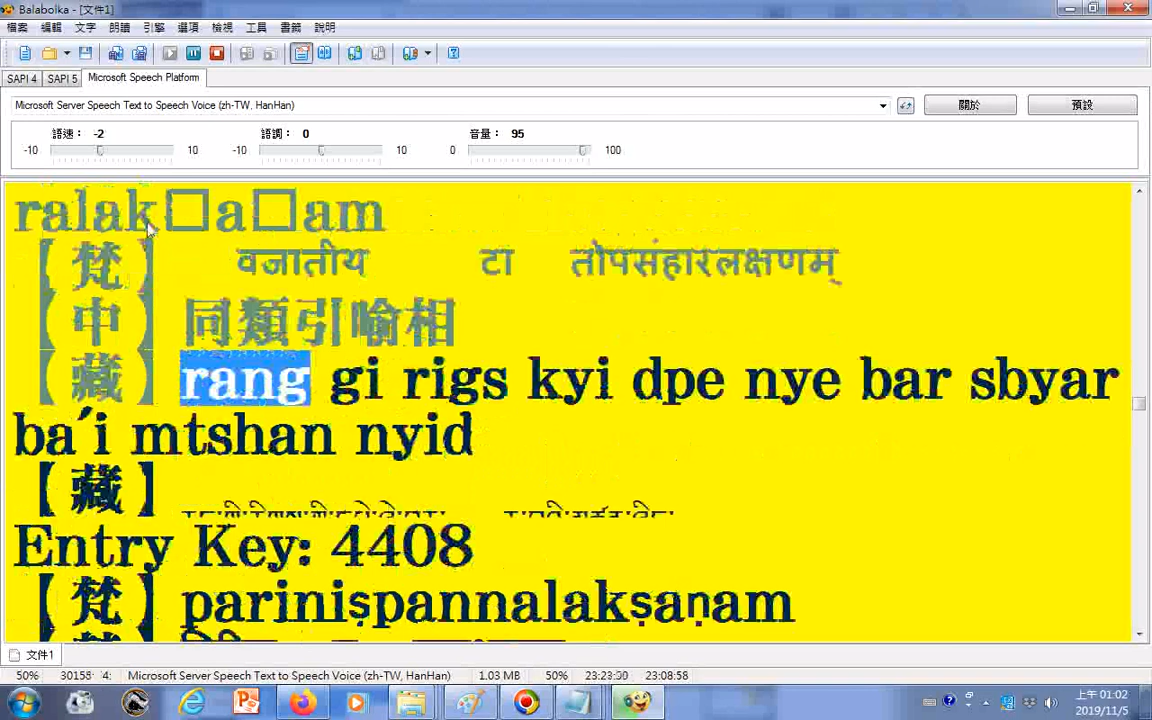 Balabolka - [文件1]
檔案 編輯 文字 朗讀 引擎 選項 檢視 工具 書籤 說明
SAPI 4 SAPI 5 Microsoft Speech Platform
Microsoft Server Speech Text to Speech Voice (zh-TW, HanHan) 關於 預設
語速： -2 語調： 0 音量： 95
-10 10 -10 10 0 100
ralak□a□am
【梵】 वजातीय टा तोपसंहारलक्षणम्
【中】 同類引喻相
【藏】 rang gi rigs kyi dpe nye bar sbyar
ba´i mtshan nyid
【藏】
Entry Key: 4408
【梵】 pariniṣpannalakṣaṇam
文件1
50% 30158 4: Microsoft Server Speech Text to Speech Voice (zh-TW, HanHan) 1.03 MB 50% 23:23:30 23:08:58
上午 01:02
2019/11/5